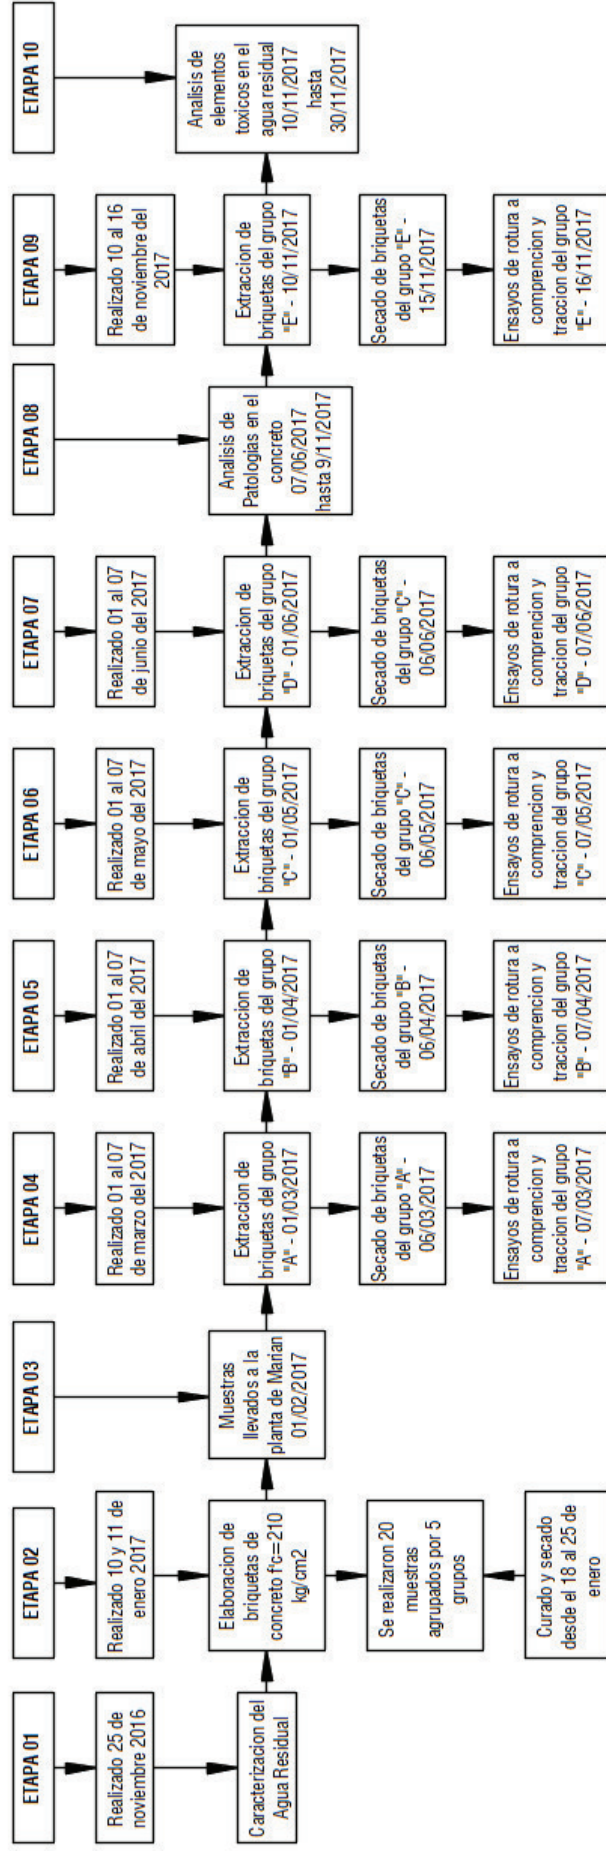 ETAPA 01
Realizado 25 de
noviembre 2016
Caracterizacion del
Agua Residual
ETAPA 02
Realizado 10 y 11 de
enero 2017
Elaboracion de
briquetas de
concreto f'c=210
kg/cm2
Se realizaron 20
muestras
agrupados por 5
grupos
Curado y secado
desde el 18 al 25 de
enero
ETAPA 03
Muestras
llevados a la
planta de Marian
01/02/2017
ETAPA 04
Realizado 01 al 07
de marzo del 2017
Extraccion de
briquetas del grupo
"A" - 01/03/2017
Secado de briquetas
del grupo "A" -
06/03/2017
Ensayos de rotura a
comprencion y
traccion del grupo
"A" - 07/03/2017
ETAPA 05
Realizado 01 al 07
de abril del 2017
Extraccion de
briquetas del grupo
"B" - 01/04/2017
Secado de briquetas
del grupo "B" -
06/04/2017
Ensayos de rotura a
comprencion y
traccion del grupo
"B" - 07/04/2017
ETAPA 06
Realizado 01 al 07
de mayo del 2017
Extraccion de
briquetas del grupo
"C" - 01/05/2017
Secado de briquetas
del grupo "C" -
06/05/2017
Ensayos de rotura a
comprencion y
traccion del grupo
"C" - 07/05/2017
ETAPA 07
Realizado 01 al 07
de junio del 2017
Extraccion de
briquetas del grupo
"D" - 01/06/2017
Secado de briquetas
del grupo "C" -
06/06/2017
Ensayos de rotura a
comprencion y
traccion del grupo
"D" - 07/06/2017
ETAPA 08
Analisis de
Patologias en el
concreto
07/06/2017
hasta 9/11/2017
ETAPA 09
Realizado 10 al 16
de noviembre del
2017
Extraccion de
briquetas del grupo
"E" - 10/11/2017
Secado de briquetas
del grupo "E" -
15/11/2017
Ensayos de rotura a
comprencion y
traccion del grupo
"E" - 16/11/2017
ETAPA 10
Analisis de
elementos
toxicos en el
agua residual
10/11/2017
hasta
30/11/2017